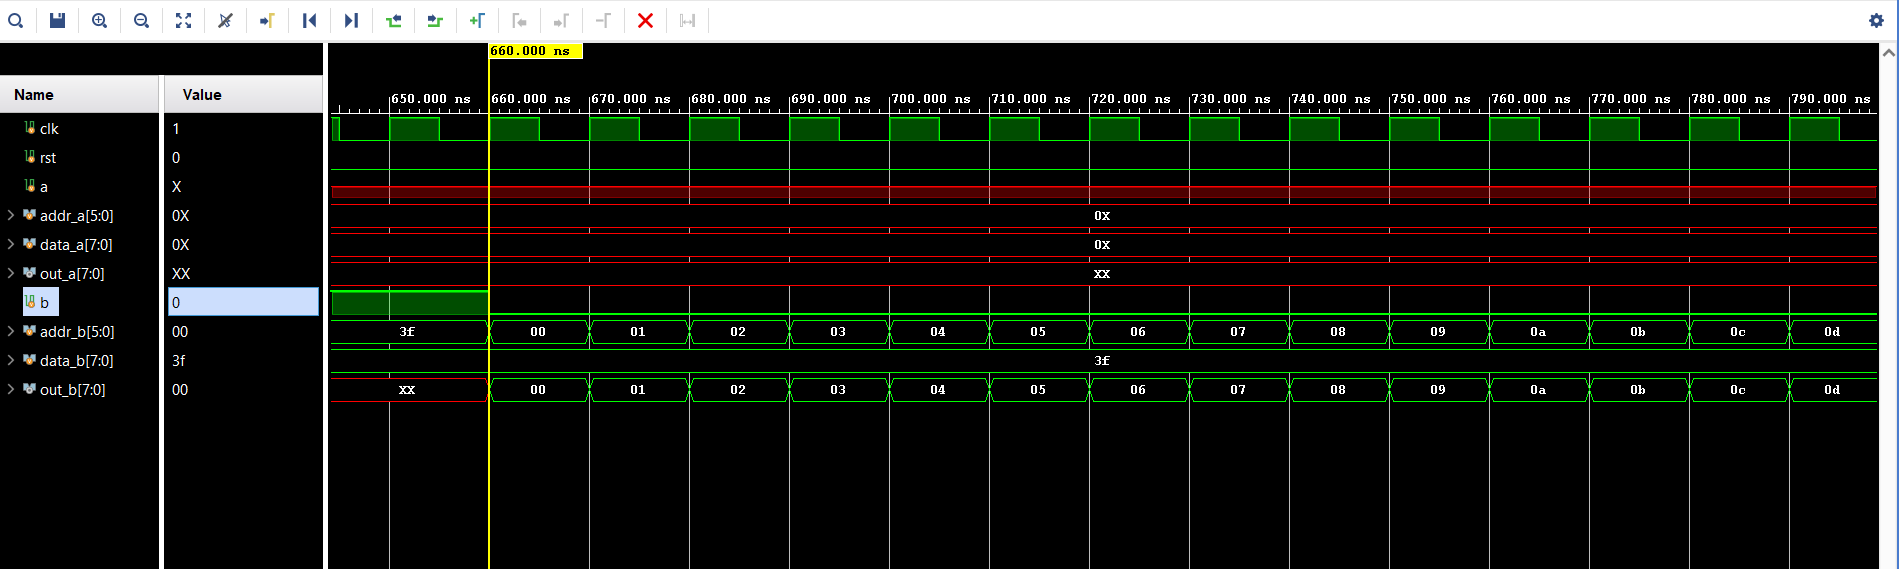 660.000 ns
Name Value
650.000 ns 660.000 ns 670.000 ns 680.000 ns 690.000 ns 700.000 ns 710.000 ns 720.000 ns 730.000 ns 740.000 ns 750.000 ns 760.000 ns 770.000 ns 780.000 ns 790.000 ns
clk 1
rst 0
a X
addr_a[5:0] 0X 0X
data_a[7:0] 0X 0X
out_a[7:0] XX XX
b 0
addr_b[5:0] 00 3f 00 01 02 03 04 05 06 07 08 09 0a 0b 0c 0d
data_b[7:0] 3f 3f
out_b[7:0] 00 XX 00 01 02 03 04 05 06 07 08 09 0a 0b 0c 0d